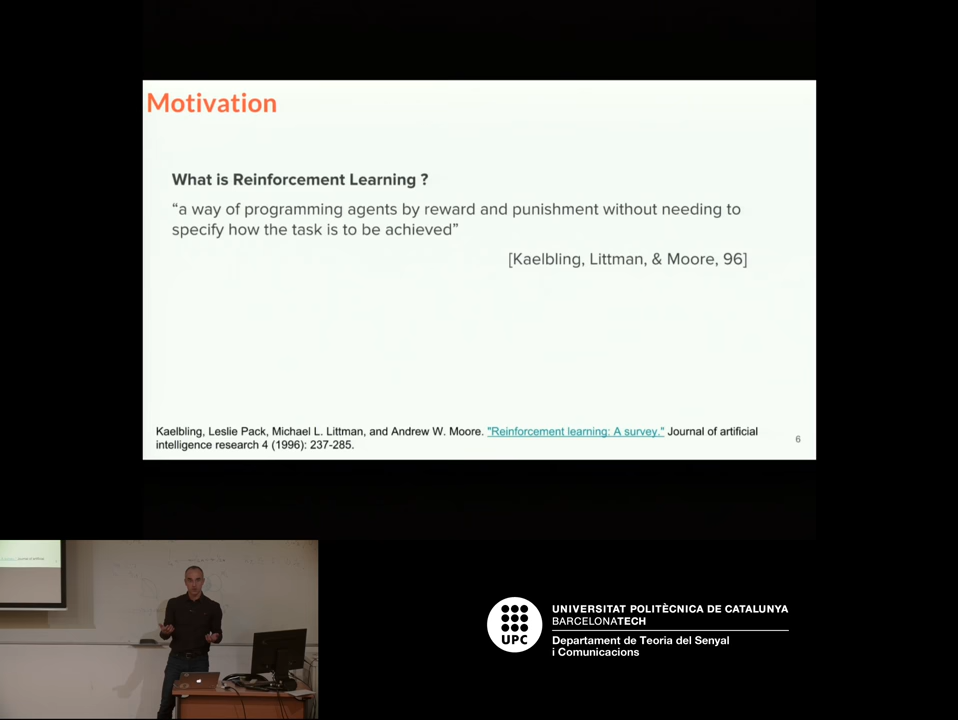 Motivation
What is Reinforcement Learning ?
“a way of programming agents by reward and punishment without needing to
specify how the task is to be achieved”
[Kaelbling, Littman, & Moore, 96]
Kaelbling, Leslie Pack, Michael L. Littman, and Andrew W. Moore. "Reinforcement learning: A survey." Journal of artificial
intelligence research 4 (1996): 237-285.
6
UPC
UNIVERSITAT POLITÈCNICA DE CATALUNYA
BARCELONATECH
Departament de Teoria del Senyal
i Comunicacions